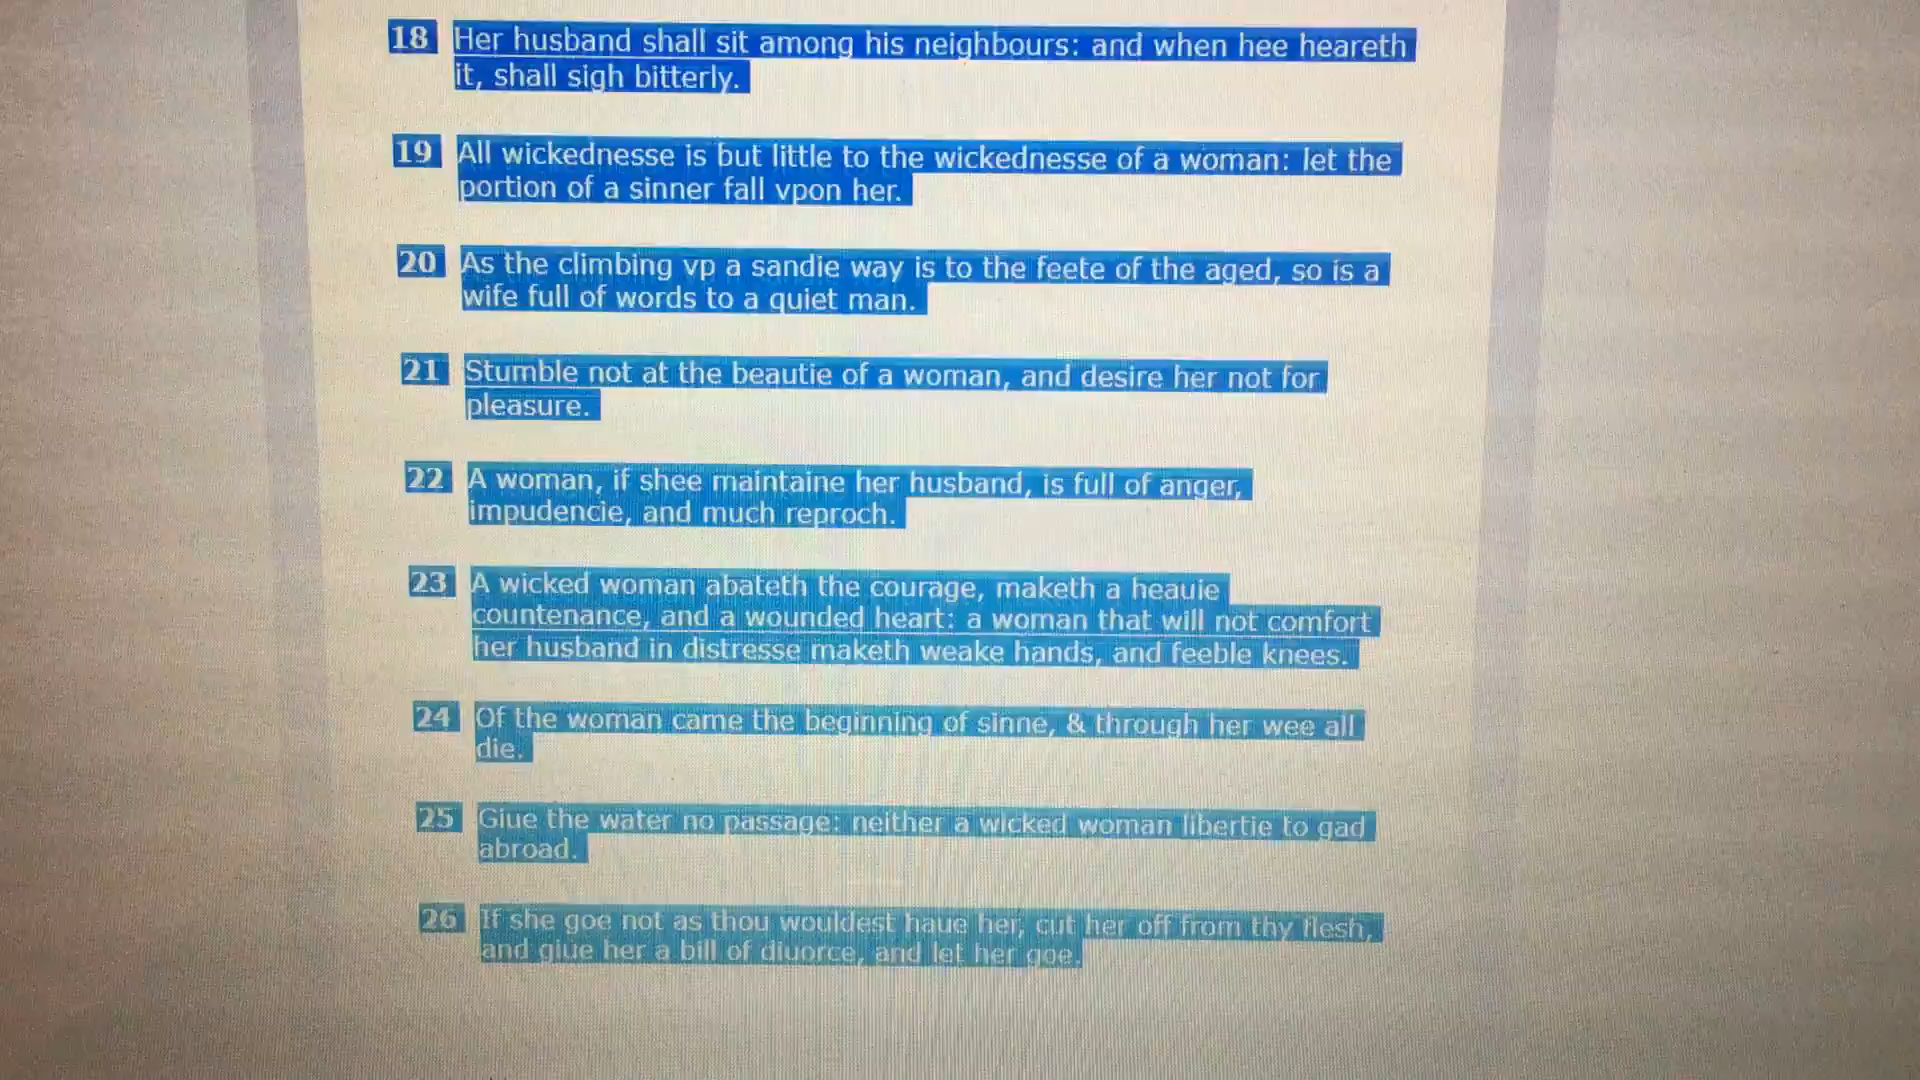 18 Her husband shall sit among his neighbours: and when hee heareth
it, shall sigh bitterly.
19 All wickednesse is but little to the wickednesse of a woman: let the
portion of a sinner fall vpon her.
20 As the climbing vp a sandie way is to the feete of the aged, so is a
wife full of words to a quiet man.
21 Stumble not at the beautie of a woman, and desire her not for
pleasure.
22 A woman, if shee maintaine her husband, is full of anger,
impudencie, and much reproch.
23 A wicked woman abateth the courage, maketh a heauie
countenance, and a wounded heart: a woman that will not comfort
her husband in distresse maketh weake hands, and feeble knees.
24 Of the woman came the beginning of sinne, & through her wee all
die.
25 Giue the water no passage: neither a wicked woman libertie to gad
abroad.
26 If she goe not as thou wouldest haue her, cut her off from thy flesh,
and giue her a bill of diuorce, and let her goe.